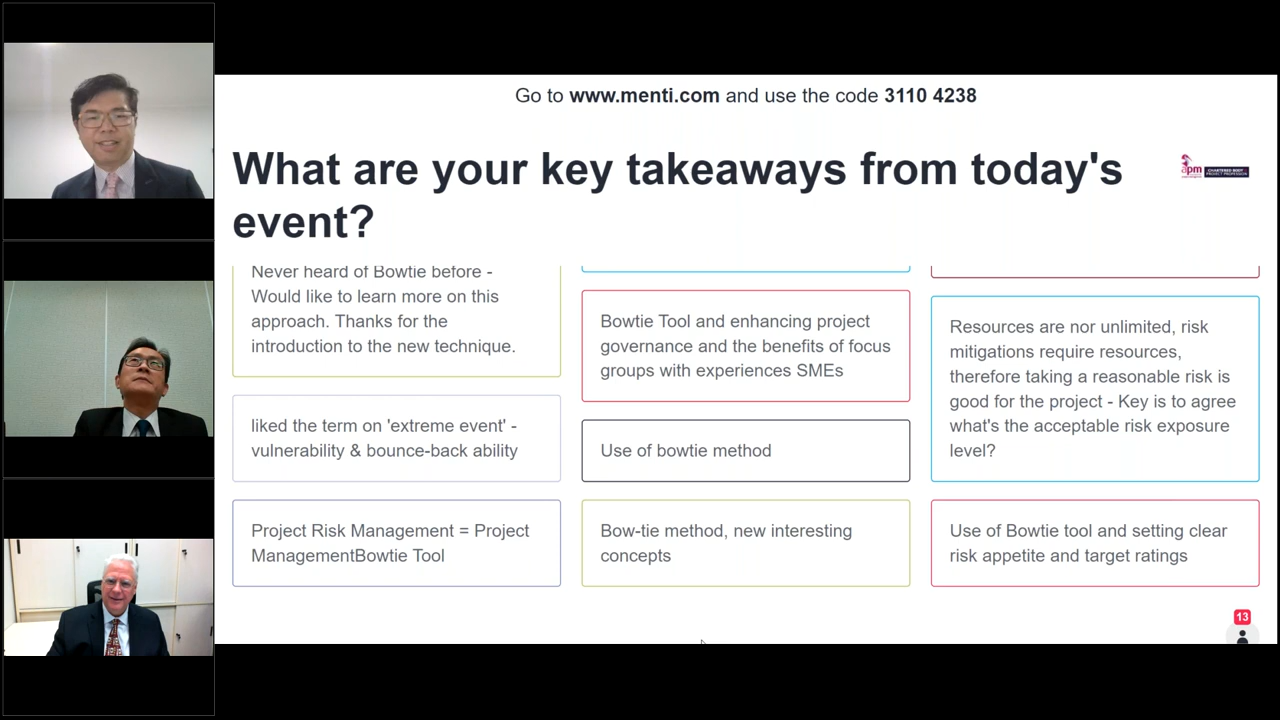 Go to www.menti.com and use the code 3110 4238
What are your key takeaways from today's
event?
apm
CHARTERED BODY
PROJECT PROFESSION
Never heard of Bowtie before -
Would like to learn more on this
approach. Thanks for the
introduction to the new technique.
liked the term on 'extreme event' -
vulnerability & bounce-back ability
Project Risk Management = Project
ManagementBowtie Tool
Bowtie Tool and enhancing project
governance and the benefits of focus
groups with experiences SMEs
Use of bowtie method
Bow-tie method, new interesting
concepts
Resources are nor unlimited, risk
mitigations require resources,
therefore taking a reasonable risk is
good for the project - Key is to agree
what's the acceptable risk exposure
level?
Use of Bowtie tool and setting clear
risk appetite and target ratings
13